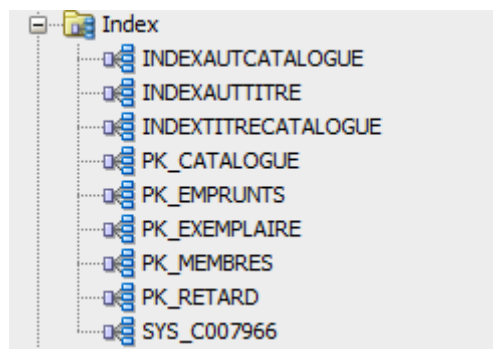 Index
INDEXAUTCATALOGUE
INDEXAUTTITRE
INDEXTITRECATALOGUE
PK_CATALOGUE
PK_EMPRUNTS
PK_EXEMPLAIRE
PK_MEMBRES
PK_RETARD
SYS_C007966